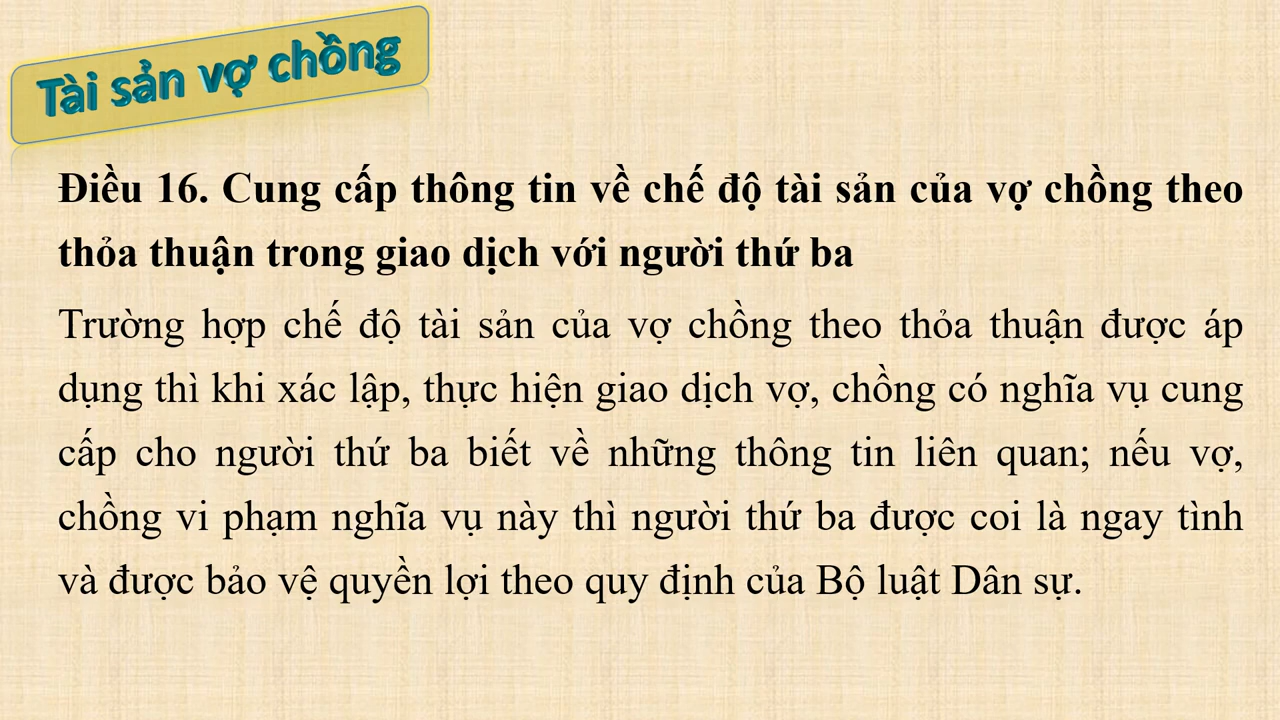 Tài sản vợ chồng
Điều 16. Cung cấp thông tin về chế độ tài sản của vợ chồng theo
thỏa thuận trong giao dịch với người thứ ba
Trường hợp chế độ tài sản của vợ chồng theo thỏa thuận được áp
dụng thì khi xác lập, thực hiện giao dịch vợ, chồng có nghĩa vụ cung
cấp cho người thứ ba biết về những thông tin liên quan; nếu vợ,
chồng vi phạm nghĩa vụ này thì người thứ ba được coi là ngay tình
và được bảo vệ quyền lợi theo quy định của Bộ luật Dân sự.